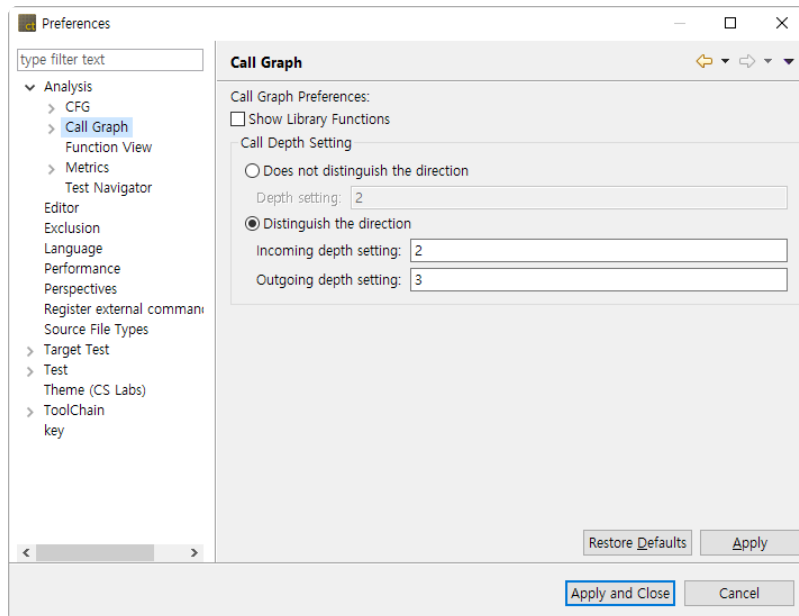 ct Preferences
type filter text
Analysis
CFG
Call Graph
Function View
Metrics
Test Navigator
Editor
Exclusion
Language
Performance
Perspectives
Register external comman
Source File Types
Target Test
Test
Theme (CS Labs)
ToolChain
key
Call Graph
Call Graph Preferences:
Show Library Functions
Call Depth Setting
Does not distinguish the direction
Depth setting: 2
Distinguish the direction
Incoming depth setting: 2
Outgoing depth setting: 3
Restore Defaults Apply
Apply and Close Cancel